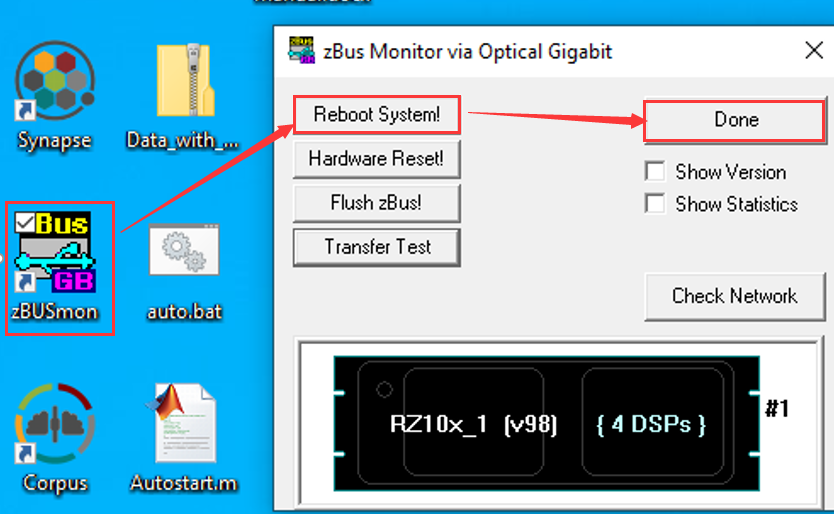 zBus Monitor via Optical Gigabit
Synapse
Data_with_...
Reboot System!
Done
Hardware Reset!
Show Version
Flush zBus!
Show Statistics
Transfer Test
Bus
GB
zBUSmon
auto.bat
Check Network
RZ10x_1 (v98) { 4 DSPs }
#1
Corpus
Autostart.m